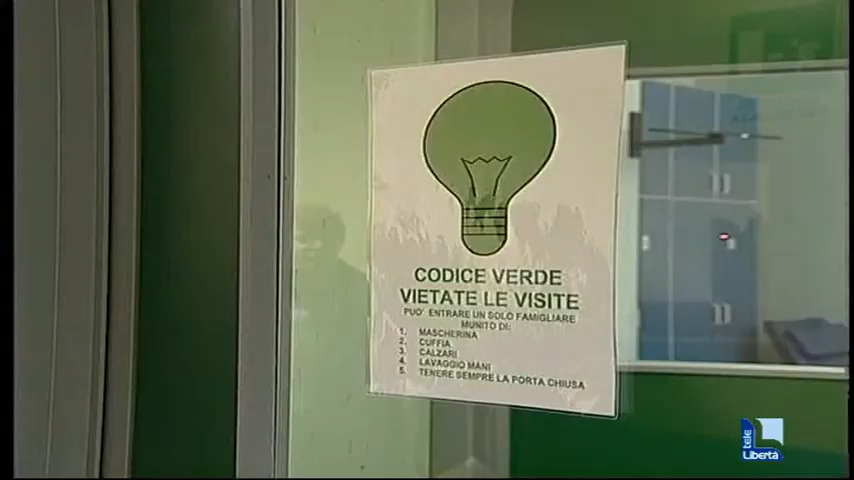 CODICE VERDE
VIETATE LE VISITE
PUO' ENTRARE UN SOLO FAMIGLIARE
MUNITO DI:
1. MASCHERINA
2. CUFFIA
3. CALZARI
4. LAVAGGIO MANI
5. TENERE SEMPRE LA PORTA CHIUSA
tele
Libertà